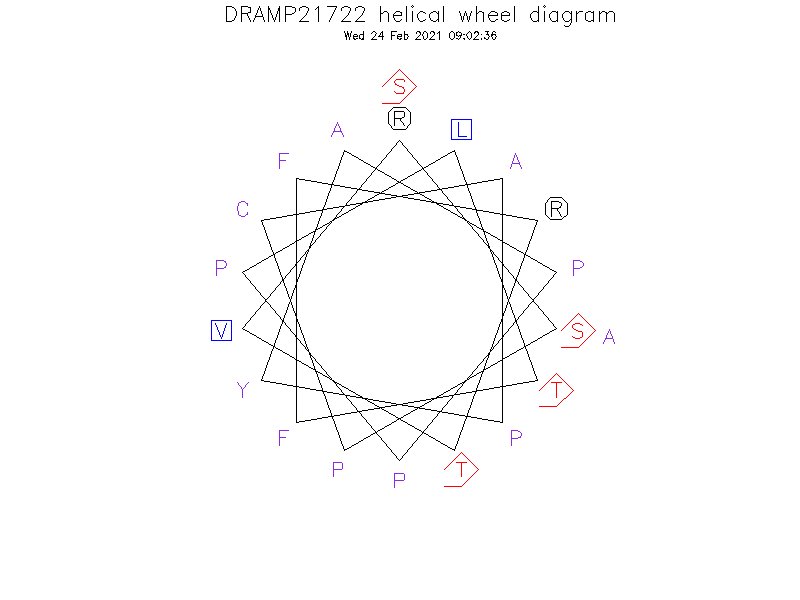 DRAMP21722 helical wheel diagram
Wed 24 Feb 2021 09:02:36
S
R
A L
F A
C R
P P
V S A
Y T
F P
P T
P